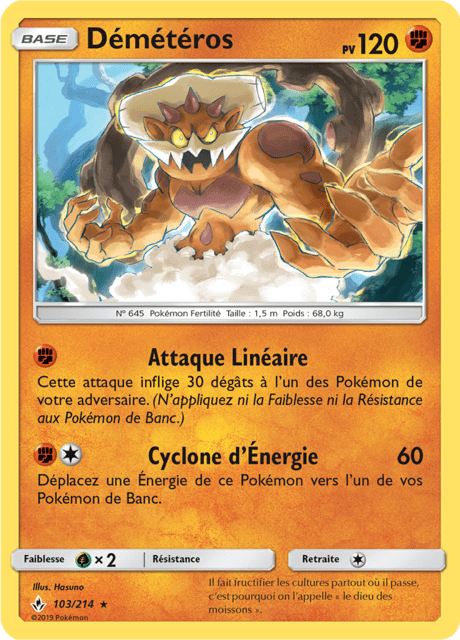 BASE Démétéros PV 120
N° 645 Pokémon Fertilité Taille : 1,5 m Poids : 68,0 kg
Attaque Linéaire
Cette attaque inflige 30 dégâts à l'un des Pokémon de
votre adversaire. (N'appliquez ni la Faiblesse ni la Résistance
aux Pokémon de Banc.)
Cyclone d'Énergie 60
Déplacez une Énergie de ce Pokémon vers l'un de vos
Pokémon de Banc.
Faiblesse ×2 Résistance Retraite
Illus. Hasuno
103/214 ★
©2019 Pokémon
Il fait fructifier les cultures partout où il passe,
c'est pourquoi on l'appelle « le dieu des
moissons ».